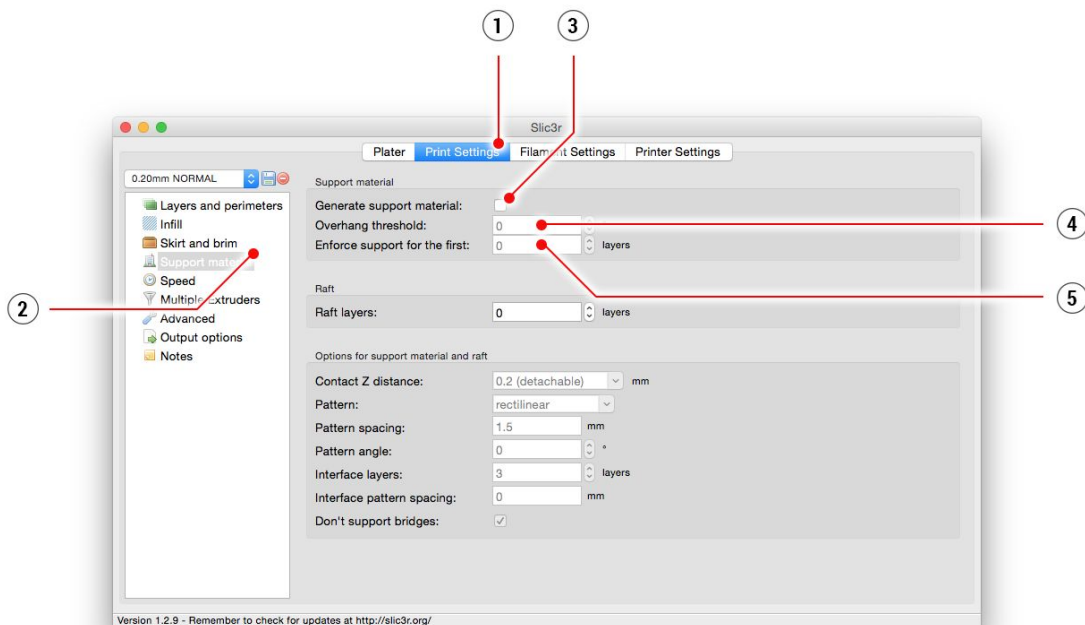 1 3
Slic3r
Plater Print Settings Filament Settings Printer Settings
0.20mm NORMAL
Layers and perimeters
Infill
Skirt and brim
Support material
Speed
Multiple Extruders
Advanced
Output options
Notes
2
Support material
Generate support material:
Overhang threshold: 0
Enforce support for the first: 0 layers
4
5
Raft
Raft layers: 0 layers
Options for support material and raft
Contact Z distance: 0.2 (detachable) mm
Pattern: rectilinear
Pattern spacing: 1.5 mm
Pattern angle: 0 °
Interface layers: 3 layers
Interface pattern spacing: 0 mm
Don't support bridges:
Version 1.2.9 - Remember to check for updates at http://slic3r.org/